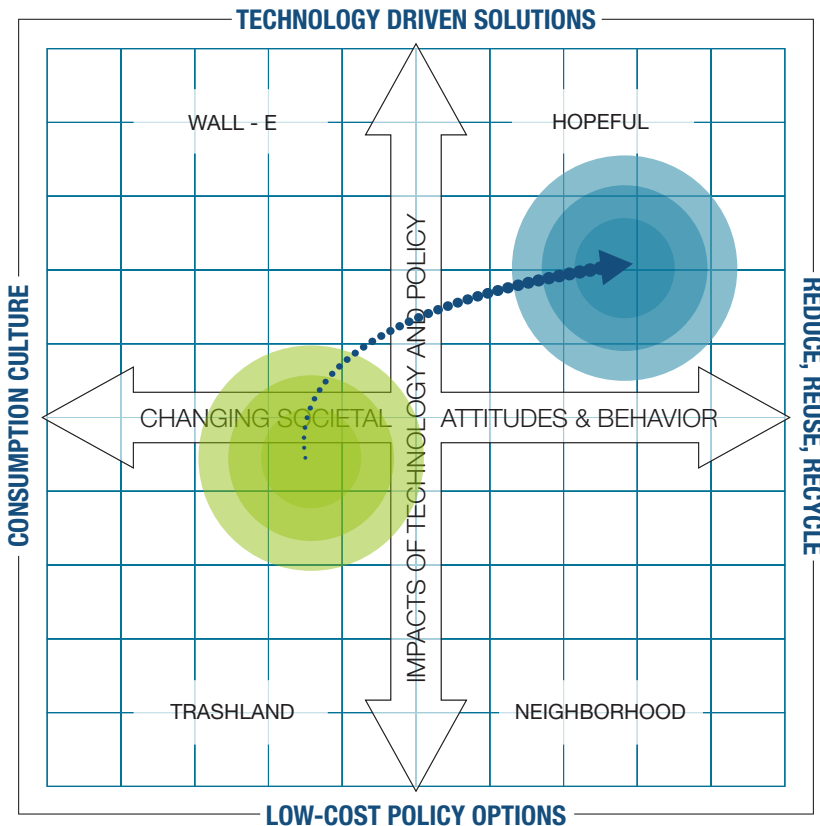 TECHNOLOGY DRIVEN SOLUTIONS
WALL - E
HOPEFUL
CONSUMPTION CULTURE
CHANGING SOCIETAL ATTITUDES & BEHAVIOR
IMPACTS OF TECHNOLOGY AND POLICY
REDUCE, REUSE, RECYCLE
TRASHLAND
NEIGHBORHOOD
LOW-COST POLICY OPTIONS